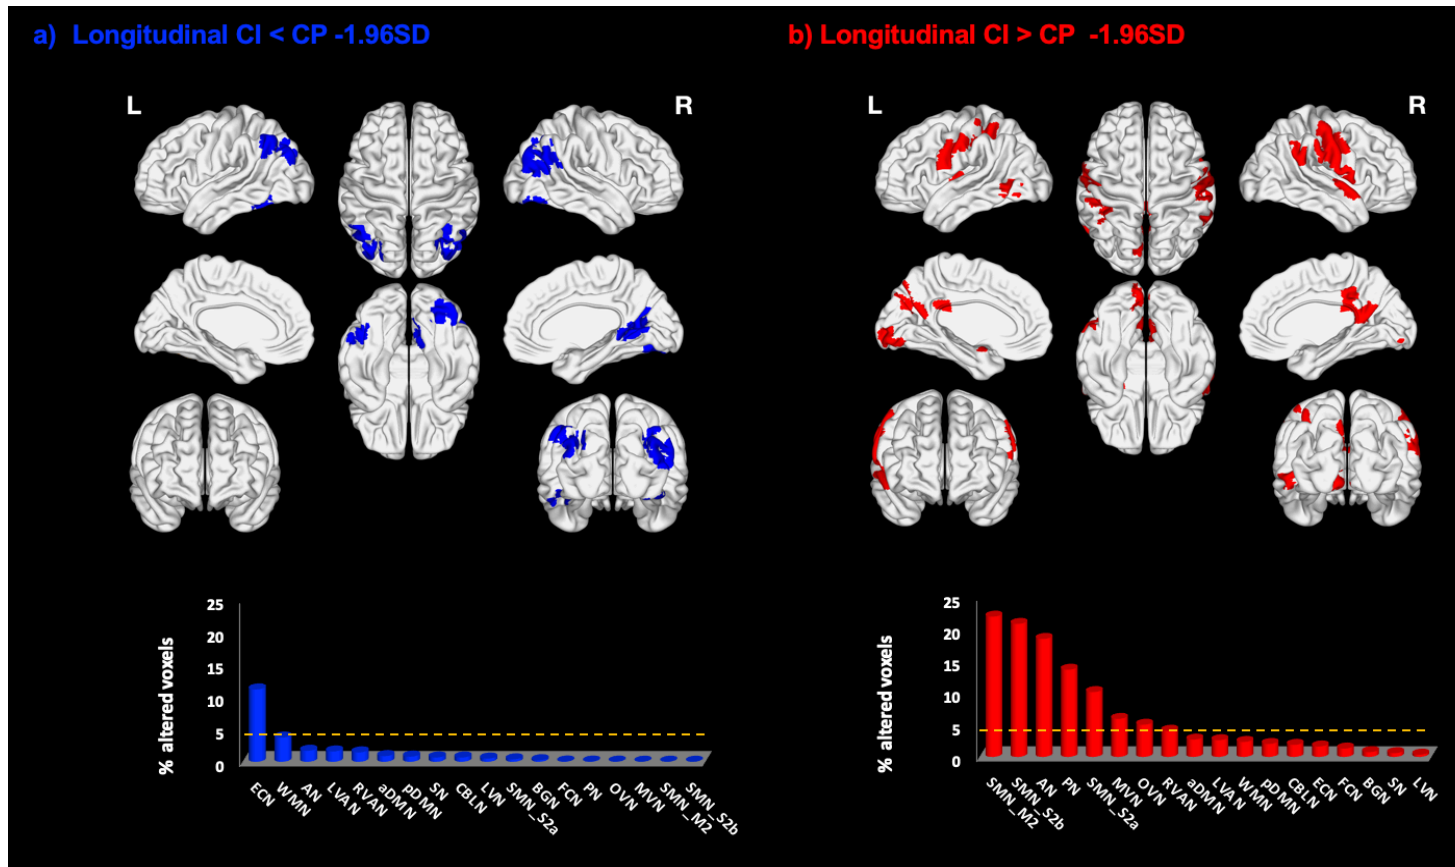 a) Longitudinal CI < CP -1.96SD
L
R
% altered voxels
25
20
15
10
5
0
ECN
WMN
AN
LVAN
RVAN
aDMN
pDMN
SN
CBLN
LVN
SMN_S2a
BGN
FCN
PN
OVN
MVN
SMN_M2
SMN_S2b
b) Longitudinal CI > CP -1.96SD
L
R
% altered voxels
25
20
15
10
5
0
SMN_M2
SMN_S2b
AN
PN
SMN_S2a
MVN
OVN
RVAN
aDMN
LVAN
WMN
pDMN
CBLN
ECN
FCN
BGN
SN
LVN